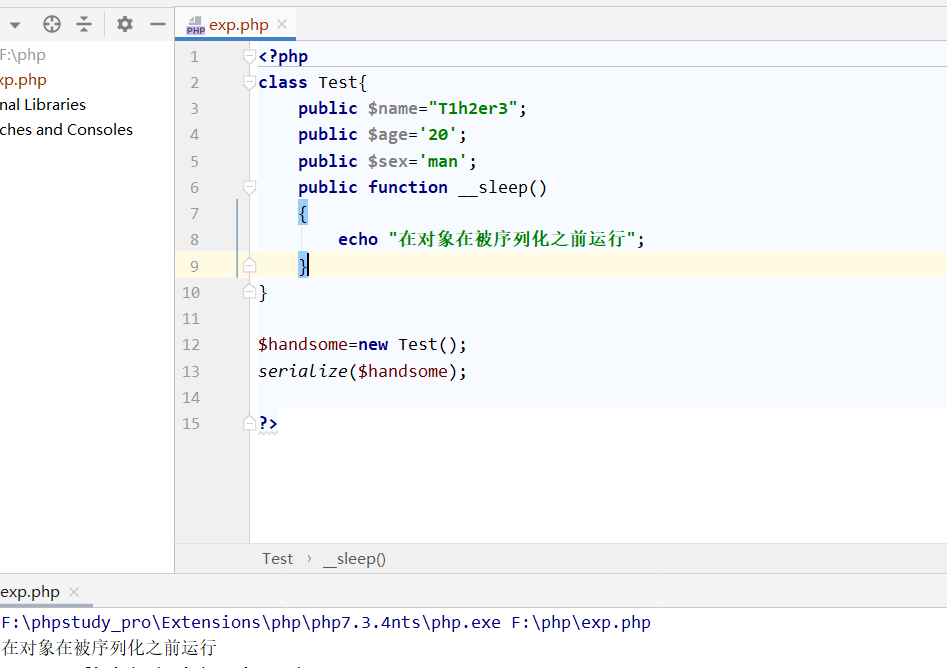 exp.php
F:\php
xp.php
nal Libraries
ches and Consoles
1 <?php
2 class Test{
3 public $name="T1h2er3";
4 public $age='20';
5 public $sex='man';
6 public function __sleep()
7 {
8 echo "在对象在被序列化之前运行";
9 }
10 }
11
12 $handsome=new Test();
13 serialize($handsome);
14
15 ?>
Test › __sleep()
exp.php
F:\phpstudy_pro\Extensions\php\php7.3.4nts\php.exe F:\php\exp.php
在对象在被序列化之前运行